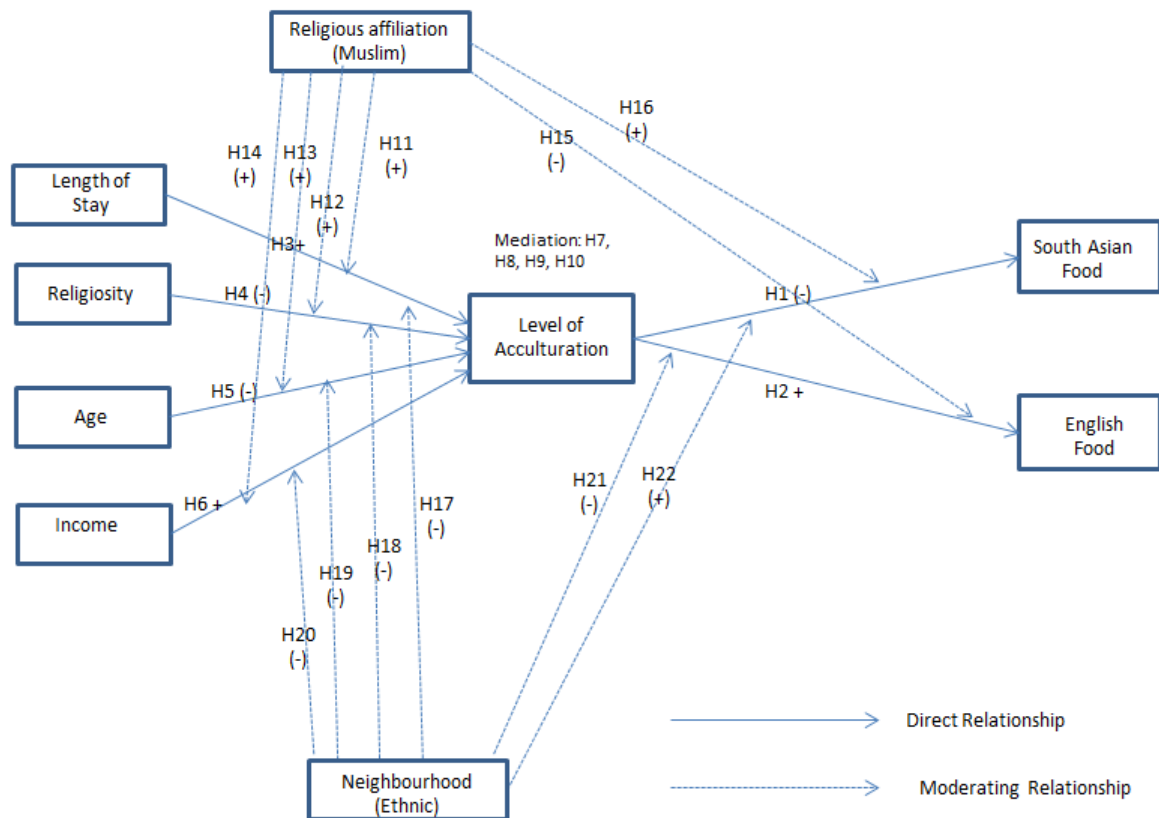 Religious affiliation
(Muslim)
H16
(+)
H15
(-)
H11
(+)
H14
(+)
H13
(+)
H12
(+)
Length of
Stay
H3+
Mediation: H7,
H8, H9, H10
South Asian
Food
Religiosity
H4 (-)
H1 (-)
Level of
Acculturation
Age
H5 (-)
H2 +
English
Food
Income
H6 +
H17
(-)
H21
(-)
H22
(+)
H18
(-)
H19
(-)
H20
(-)
Direct Relationship
Neighbourhood
(Ethnic)
Moderating Relationship